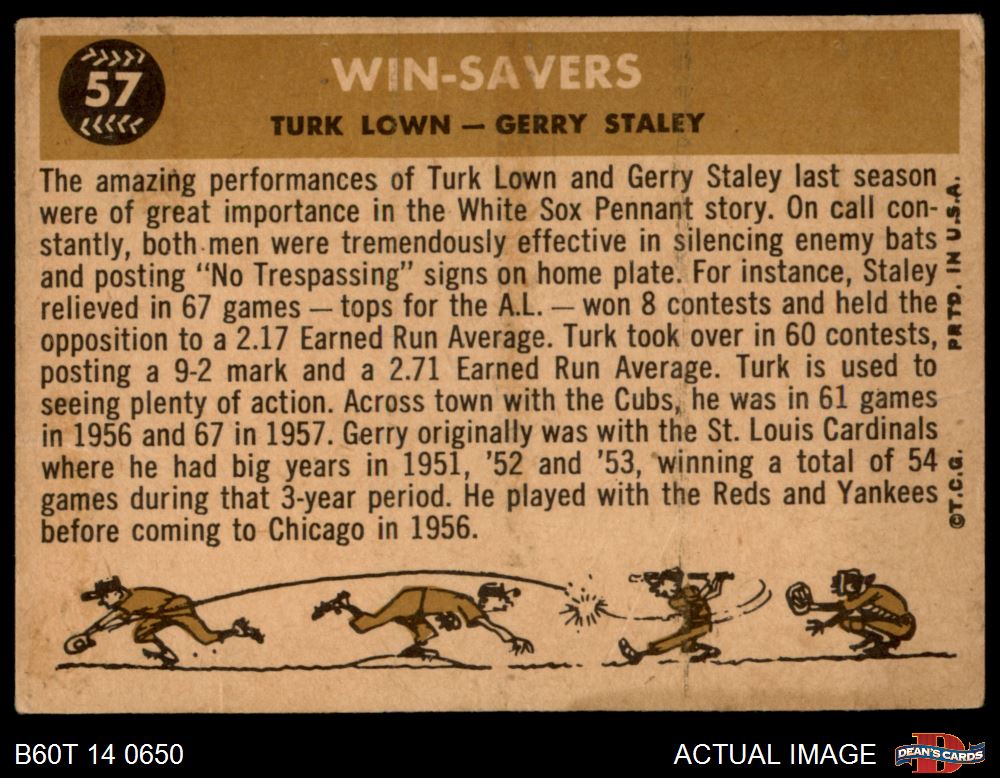 57
WIN-SAVERS
TURK LOWN — GERRY STALEY
The amazing performances of Turk Lown and Gerry Staley last season
were of great importance in the White Sox Pennant story. On call con-
stantly, both men were tremendously effective in silencing enemy bats
and posting "No Trespassing" signs on home plate. For instance, Staley
relieved in 67 games — tops for the A.L. — won 8 contests and held the
opposition to a 2.17 Earned Run Average. Turk took over in 60 contests,
posting a 9-2 mark and a 2.71 Earned Run Average. Turk is used to
seeing plenty of action. Across town with the Cubs, he was in 61 games
in 1956 and 67 in 1957. Gerry originally was with the St. Louis Cardinals
where he had big years in 1951, '52 and '53, winning a total of 54
games during that 3-year period. He played with the Reds and Yankees
before coming to Chicago in 1956.
©T.C.G. PRTD. IN U.S.A.
B60T 14 0650
ACTUAL IMAGE
D
DEAN'S CARDS